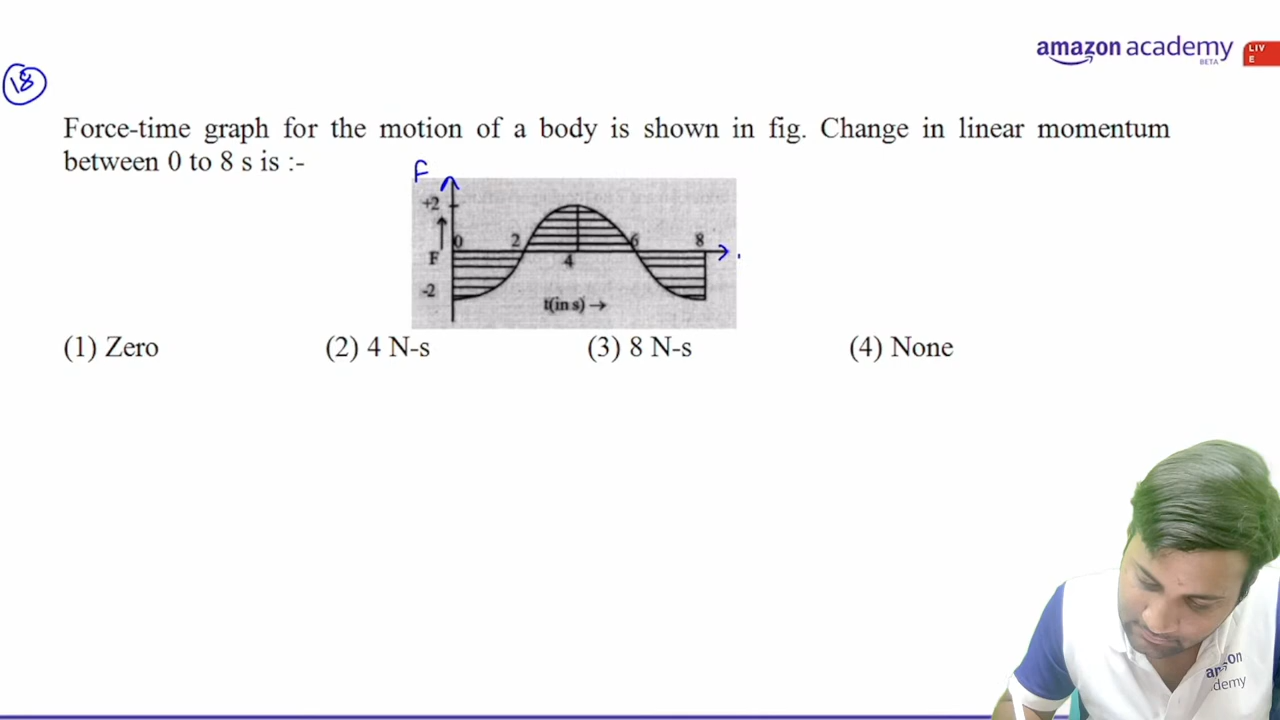 amazon academy
BETA
LIV
E
18
Force-time graph for the motion of a body is shown in fig. Change in linear momentum
between 0 to 8 s is :-
F
+2
0 2 6 8
F
4
-2
t(in s) →
(1) Zero (2) 4 N-s (3) 8 N-s (4) None
amazon
academy